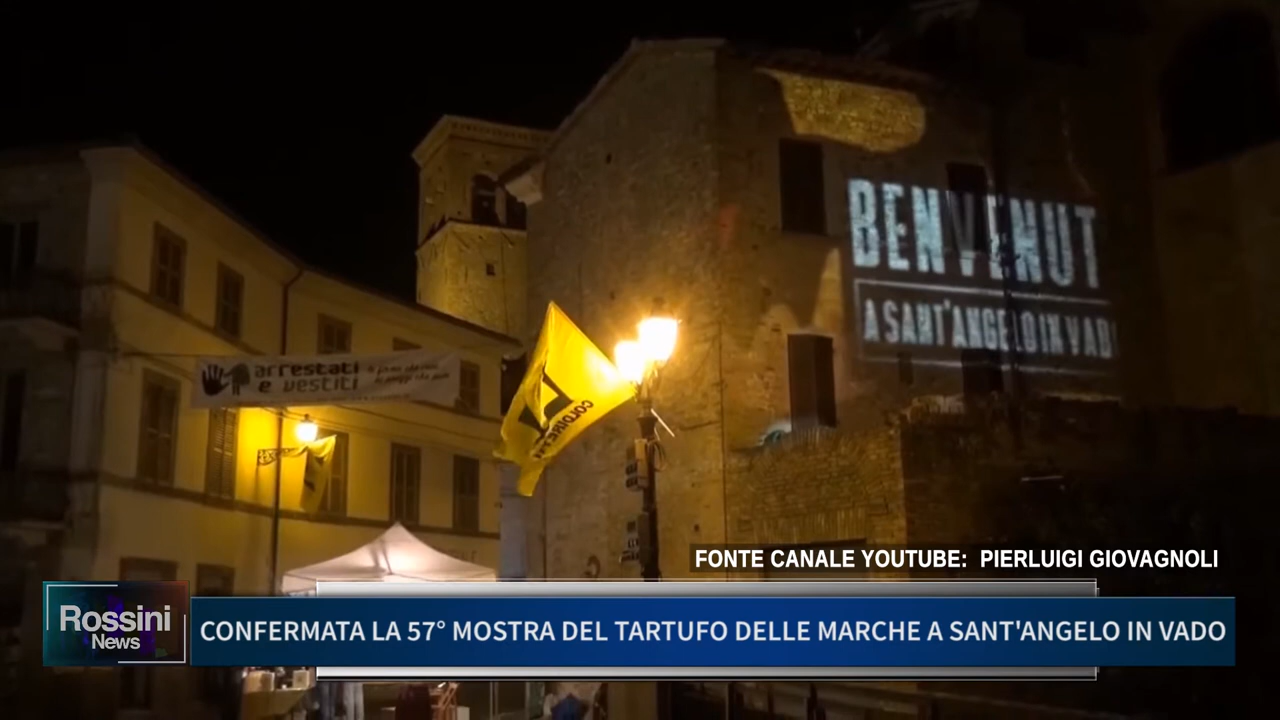 BENVENUT
A SANT'ANGELO IN VAD
arrestati
e vestiti
COLDIRETTI
FONTE CANALE YOUTUBE: PIERLUIGI GIOVAGNOLI
Rossini
News
CONFERMATA LA 57° MOSTRA DEL TARTUFO DELLE MARCHE A SANT'ANGELO IN VADO